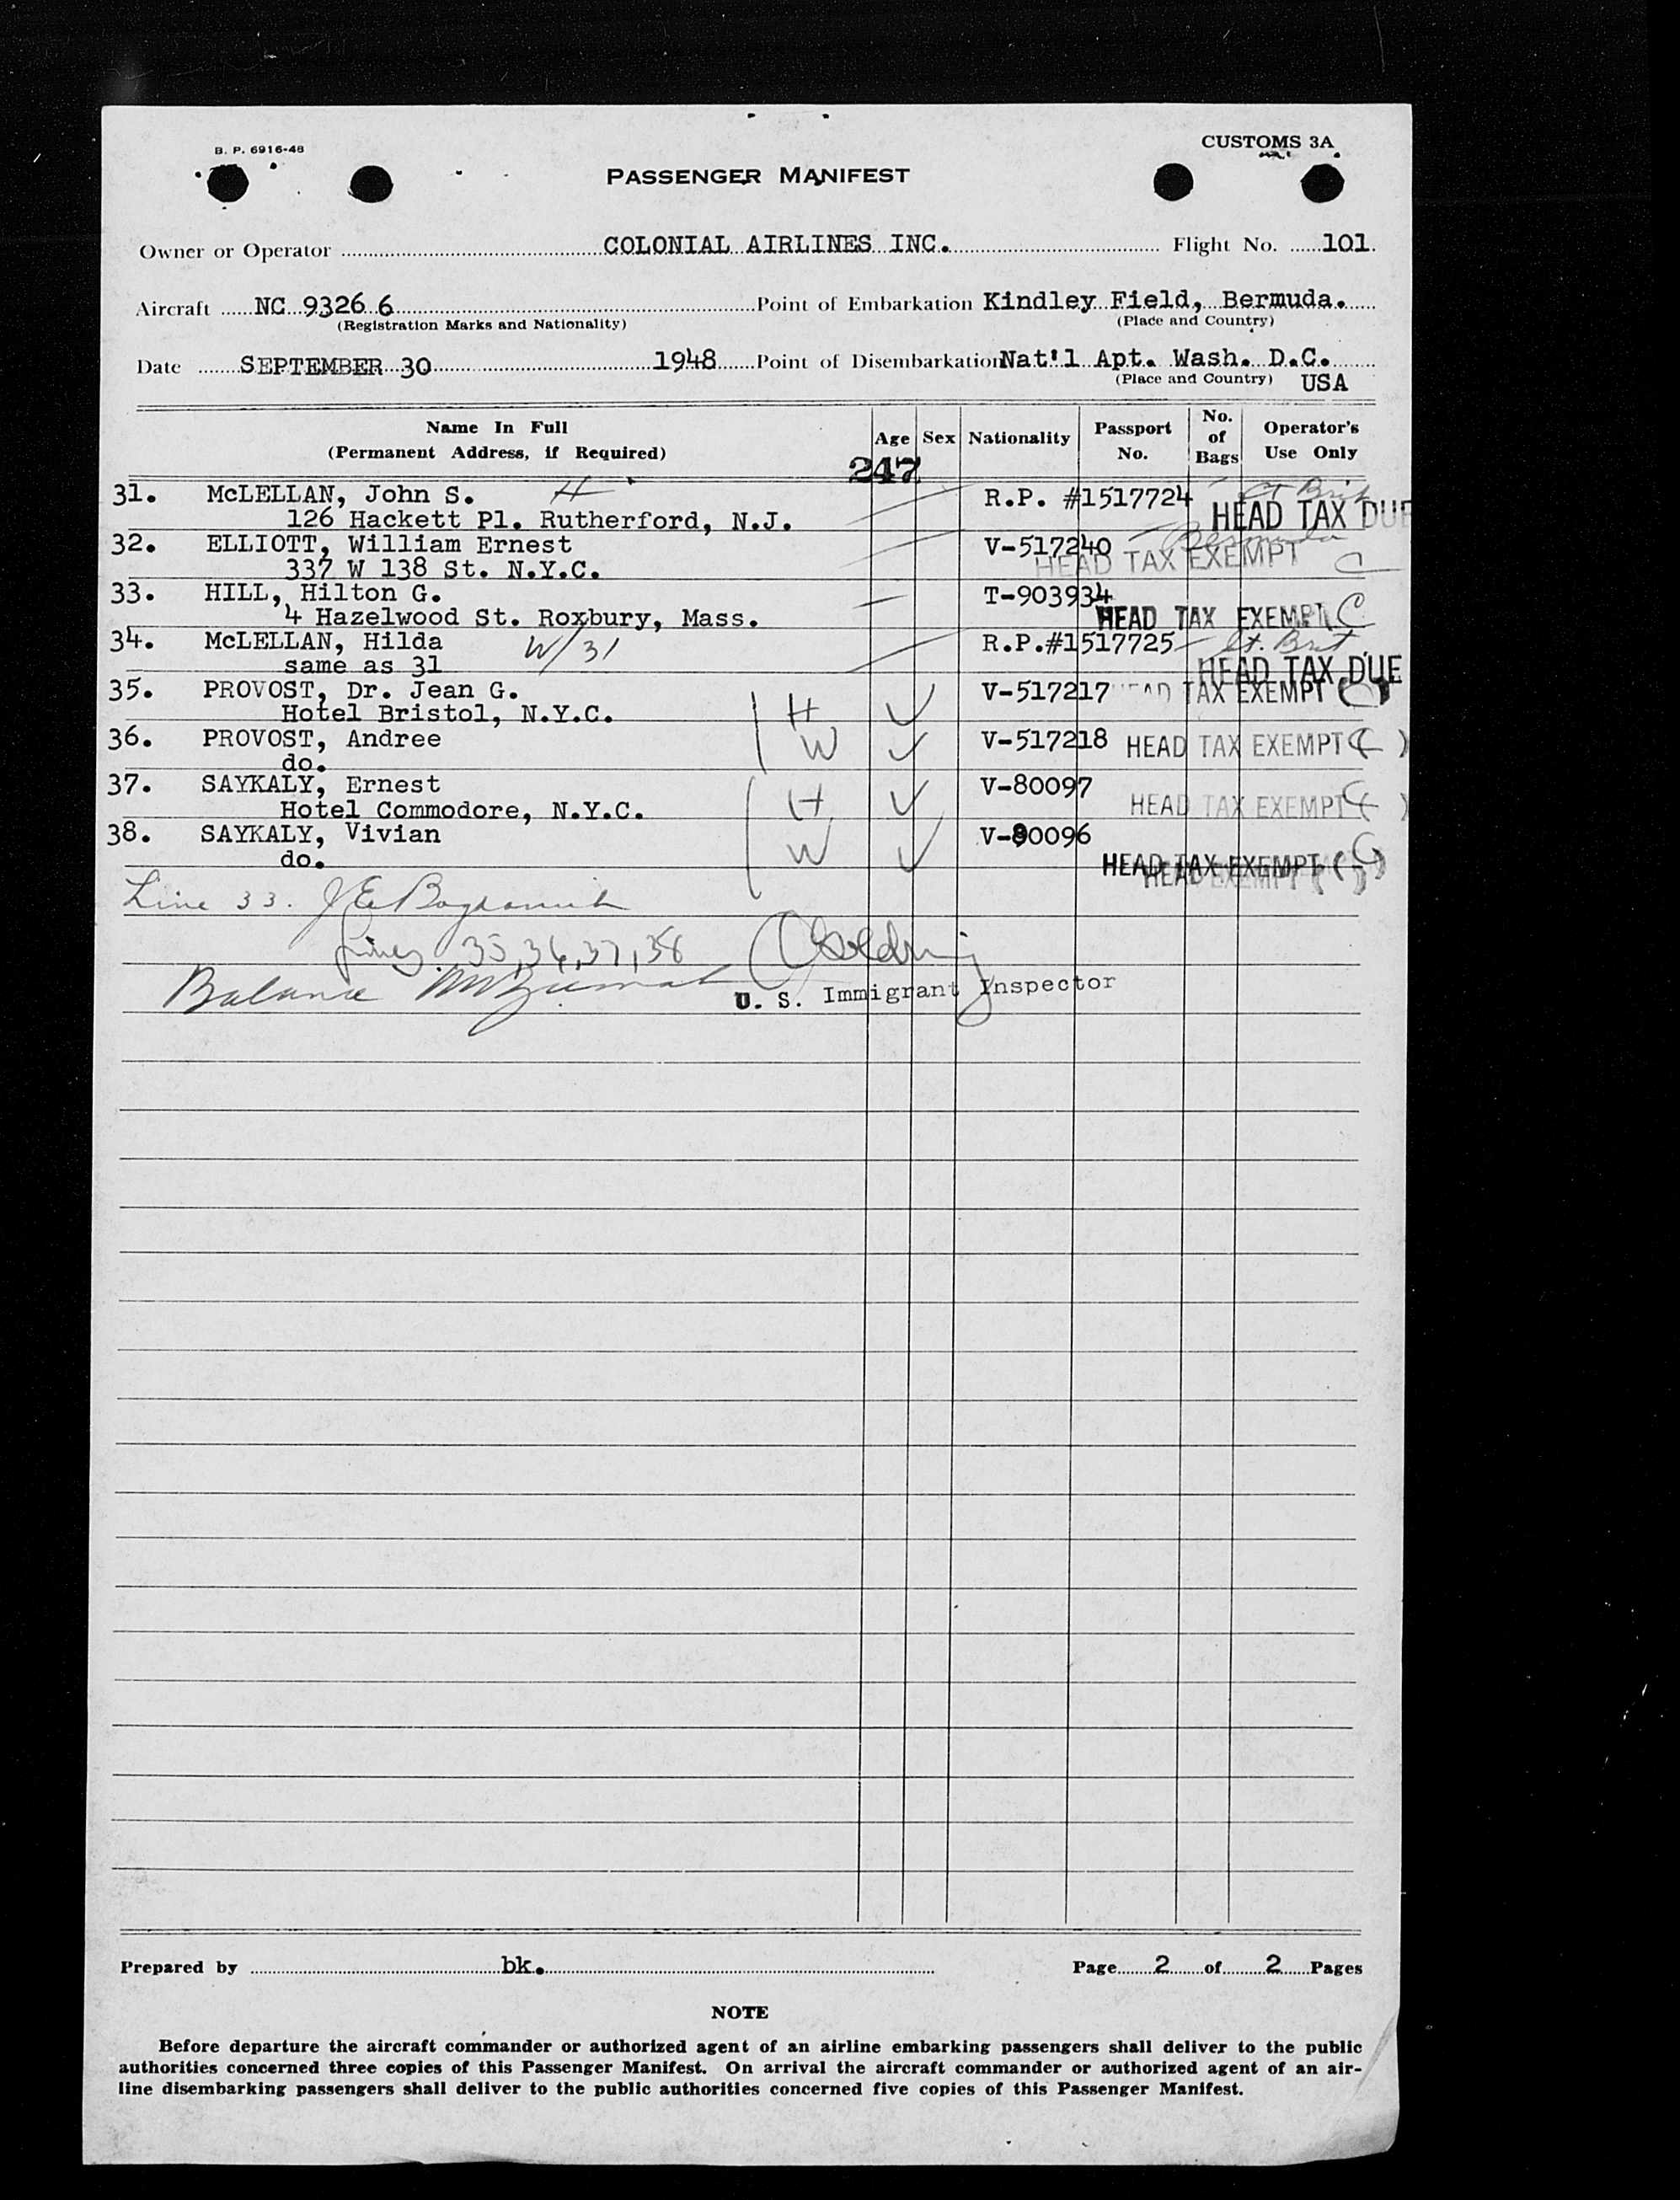 B. P. 6916-48
CUSTOMS 3A
PASSENGER MANIFEST
Owner or Operator COLONIAL AIRLINES INC. Flight No. 101.
Aircraft NC 9326 6 Point of Embarkation Kindley Field, Bermuda.
(Registration Marks and Nationality) (Place and Country)
Date SEPTEMBER 30 1948 Point of Disembarkation Nat'l Apt. Wash. D.C.
(Place and Country) USA
Name In Full
(Permanent Address, if Required) Age Sex Nationality Passport No. No. of Bags Operator's Use Only
247
31. McLELLAN, John S. H R.P. #1517724 Brit
126 Hackett Pl. Rutherford, N.J. HEAD TAX DUE
32. ELLIOTT, William Ernest V-517240 Bermuda
337 W 138 St. N.Y.C. HEAD TAX EXEMPT C
33. HILL, Hilton G. T-903934
4 Hazelwood St. Roxbury, Mass. HEAD TAX EXEMPT C
34. McLELLAN, Hilda W/31 R.P.#1517725 Gt. Brit
same as 31 HEAD TAX DUE
35. PROVOST, Dr. Jean G. V-517217 HEAD TAX EXEMPT
Hotel Bristol, N.Y.C. H
36. PROVOST, Andree W V-517218 HEAD TAX EXEMPT (C)
do.
37. SAYKALY, Ernest V-80097
Hotel Commodore, N.Y.C. H HEAD TAX EXEMPT (C)
38. SAYKALY, Vivian V-80096
do. W HEAD TAX EXEMPT (C)
Line 33.
Lines 35,36,37,38
Balance
U. S. Immigrant Inspector
Prepared by bk. Page 2 of 2 Pages
NOTE
Before departure the aircraft commander or authorized agent of an airline embarking passengers shall deliver to the public
authorities concerned three copies of this Passenger Manifest. On arrival the aircraft commander or authorized agent of an air-
line disembarking passengers shall deliver to the public authorities concerned five copies of this Passenger Manifest.